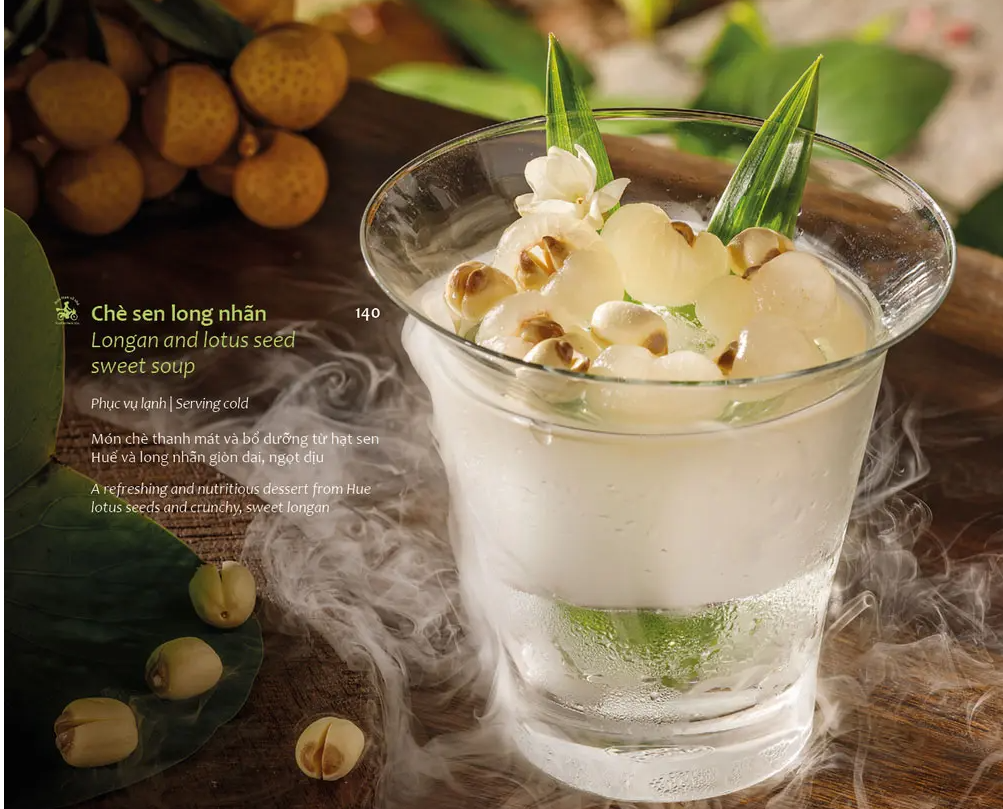 Chè sen long nhãn 140
Longan and lotus seed
sweet soup
Phục vụ lạnh | Serving cold
Món chè thanh mát và bổ dưỡng từ hạt sen
Huế và long nhãn giòn dai, ngọt dịu
A refreshing and nutritious dessert from Hue
lotus seeds and crunchy, sweet longan